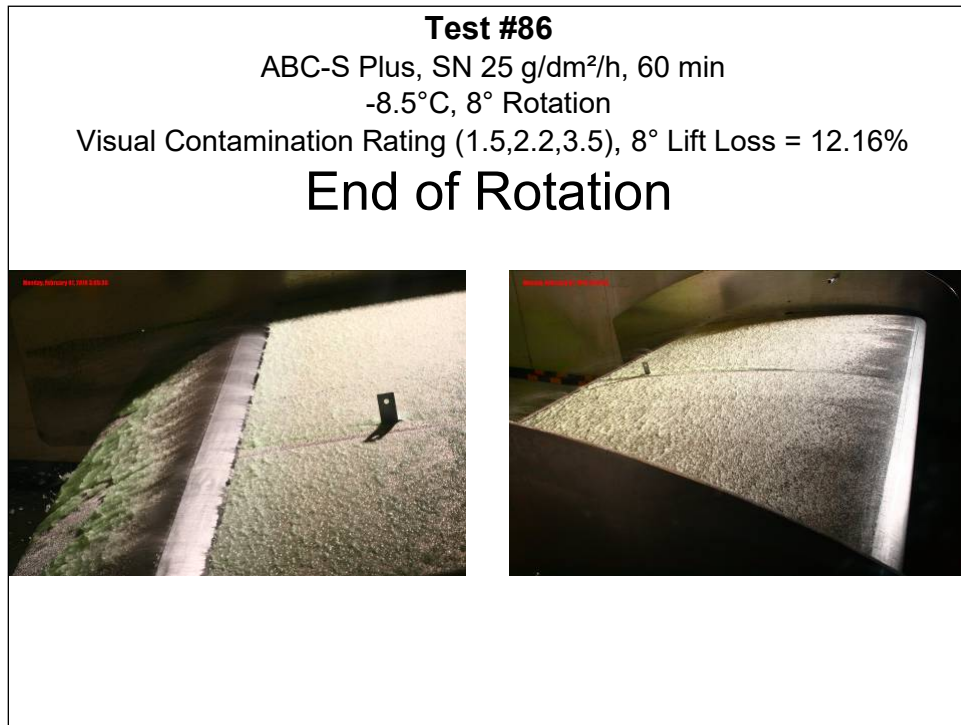 Test #86
ABC-S Plus, SN 25 g/dm²/h, 60 min
-8.5°C, 8° Rotation
Visual Contamination Rating (1.5,2.2,3.5), 8° Lift Loss = 12.16%
End of Rotation